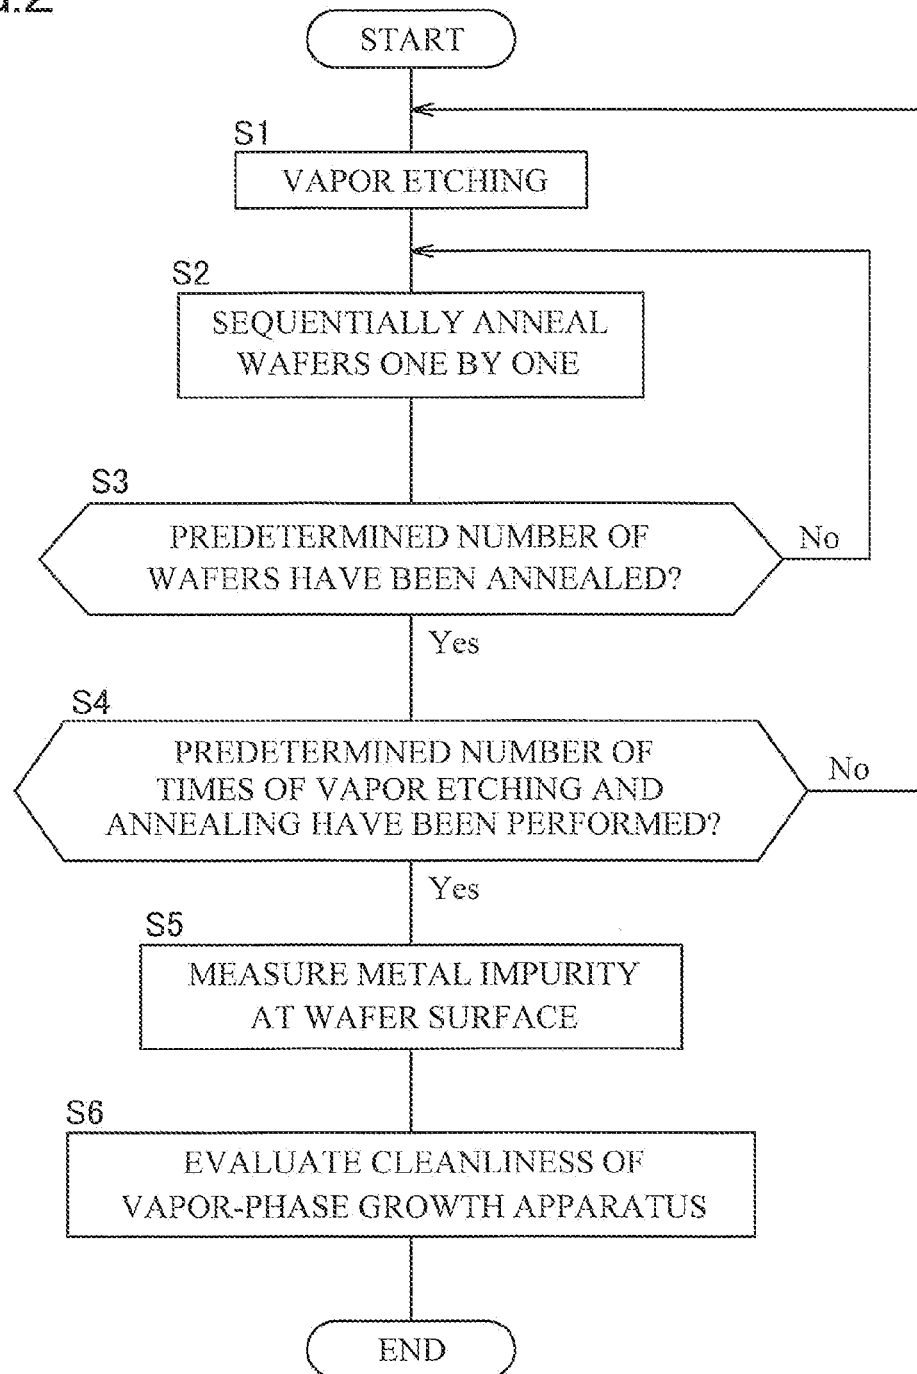 START
S1
VAPOR ETCHING
S2
SEQUENTIALLY ANNEAL
WAFERS ONE BY ONE
S3
PREDETERMINED NUMBER OF
WAFERS HAVE BEEN ANNEALED?
No
Yes
S4
PREDETERMINED NUMBER OF
TIMES OF VAPOR ETCHING AND
ANNEALING HAVE BEEN PERFORMED?
No
Yes
S5
MEASURE METAL IMPURITY
AT WAFER SURFACE
S6
EVALUATE CLEANLINESS OF
VAPOR-PHASE GROWTH APPARATUS
END